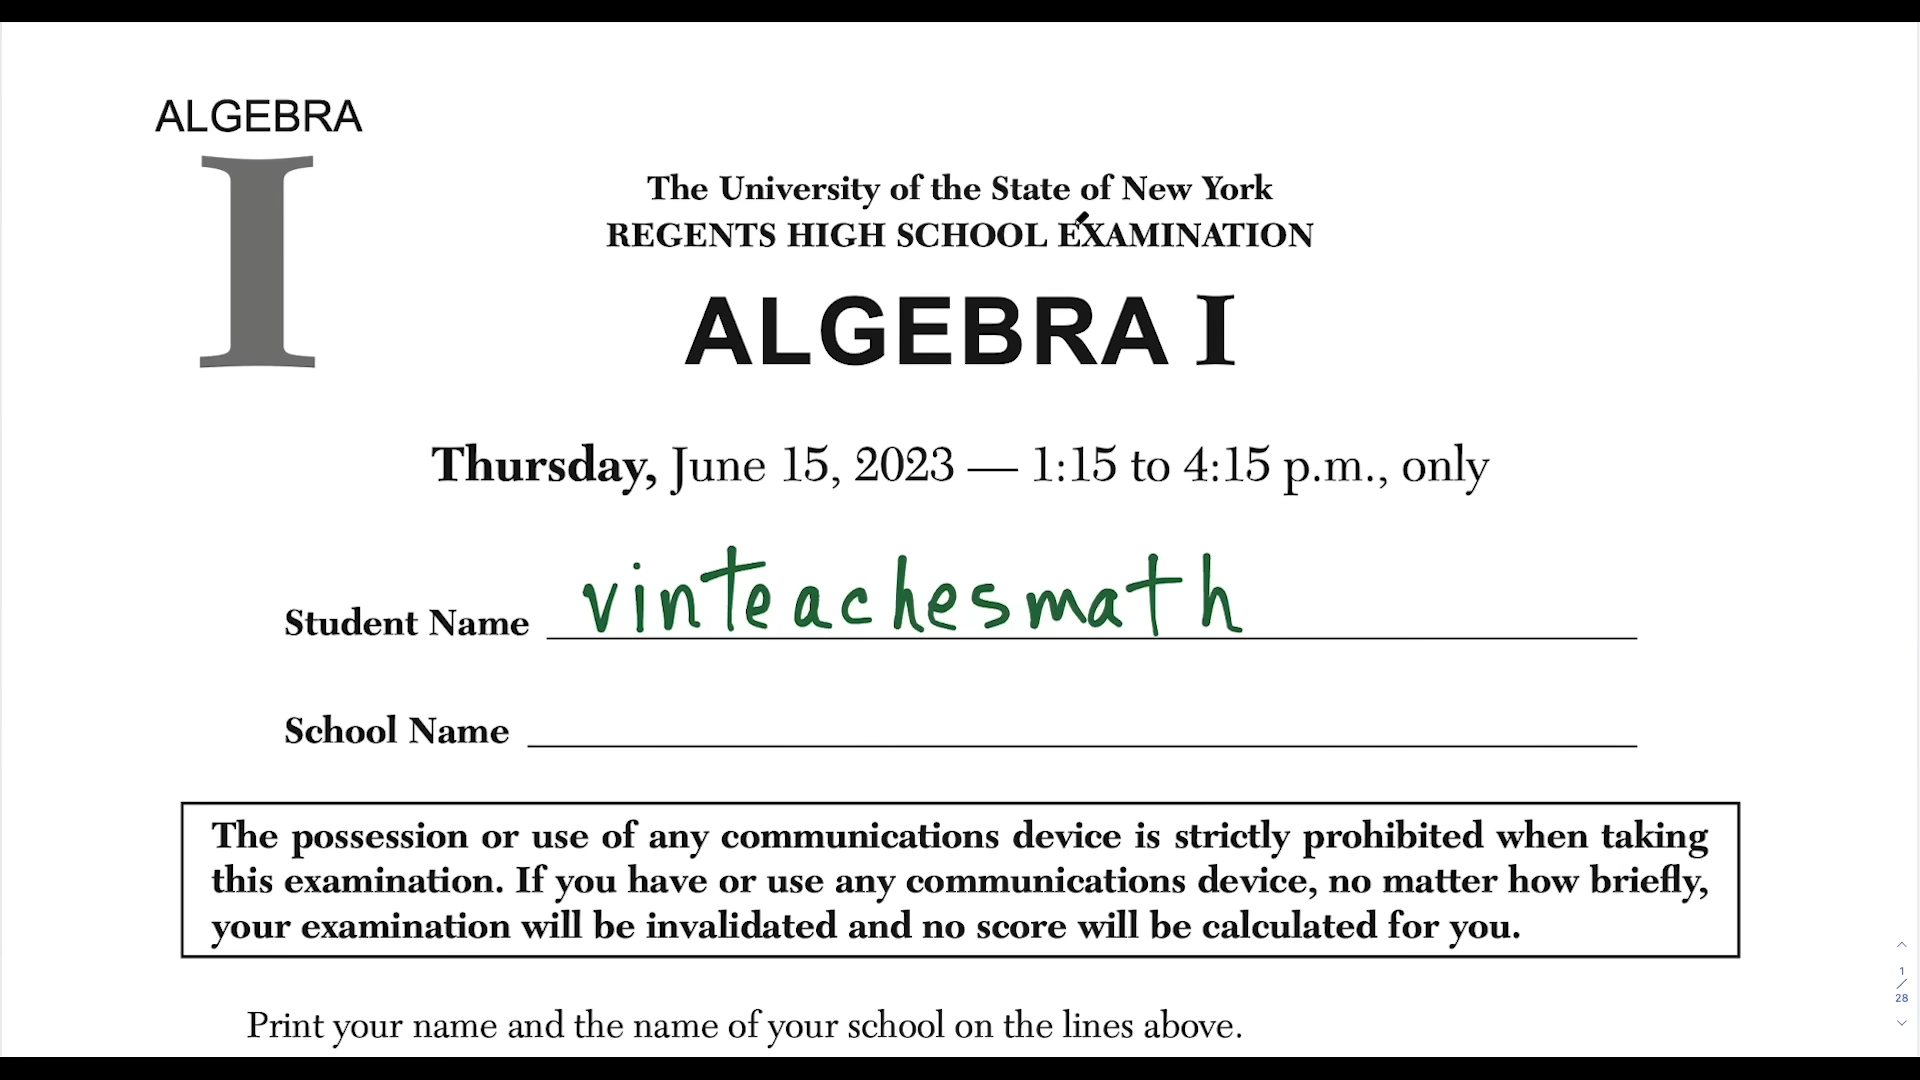 ALGEBRA
I
The University of the State of New York
REGENTS HIGH SCHOOL EXAMINATION
ALGEBRA I
Thursday, June 15, 2023 — 1:15 to 4:15 p.m., only
Student Name vinteachesmath
School Name
The possession or use of any communications device is strictly prohibited when taking
this examination. If you have or use any communications device, no matter how briefly,
your examination will be invalidated and no score will be calculated for you.
Print your name and the name of your school on the lines above.
1
/
28